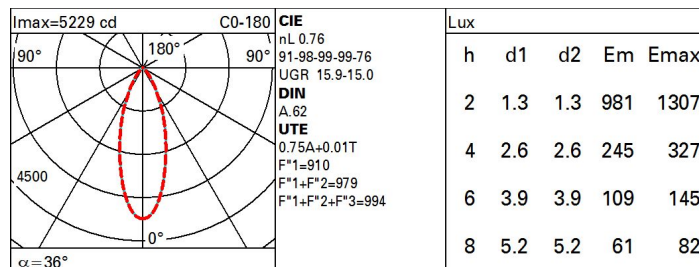 Imax=5229 cd C0-180
90° 180° 90°
4500
0°
α=36°
CIE
nL 0.76
91-98-99-99-76
UGR 15.9-15.0
DIN
A.62
UTE
0.75A+0.01T
F"1=910
F"1+F"2=979
F"1+F"2+F"3=994
Lux
h d1 d2 Em Emax
2 1.3 1.3 981 1307
4 2.6 2.6 245 327
6 3.9 3.9 109 145
8 5.2 5.2 61 82